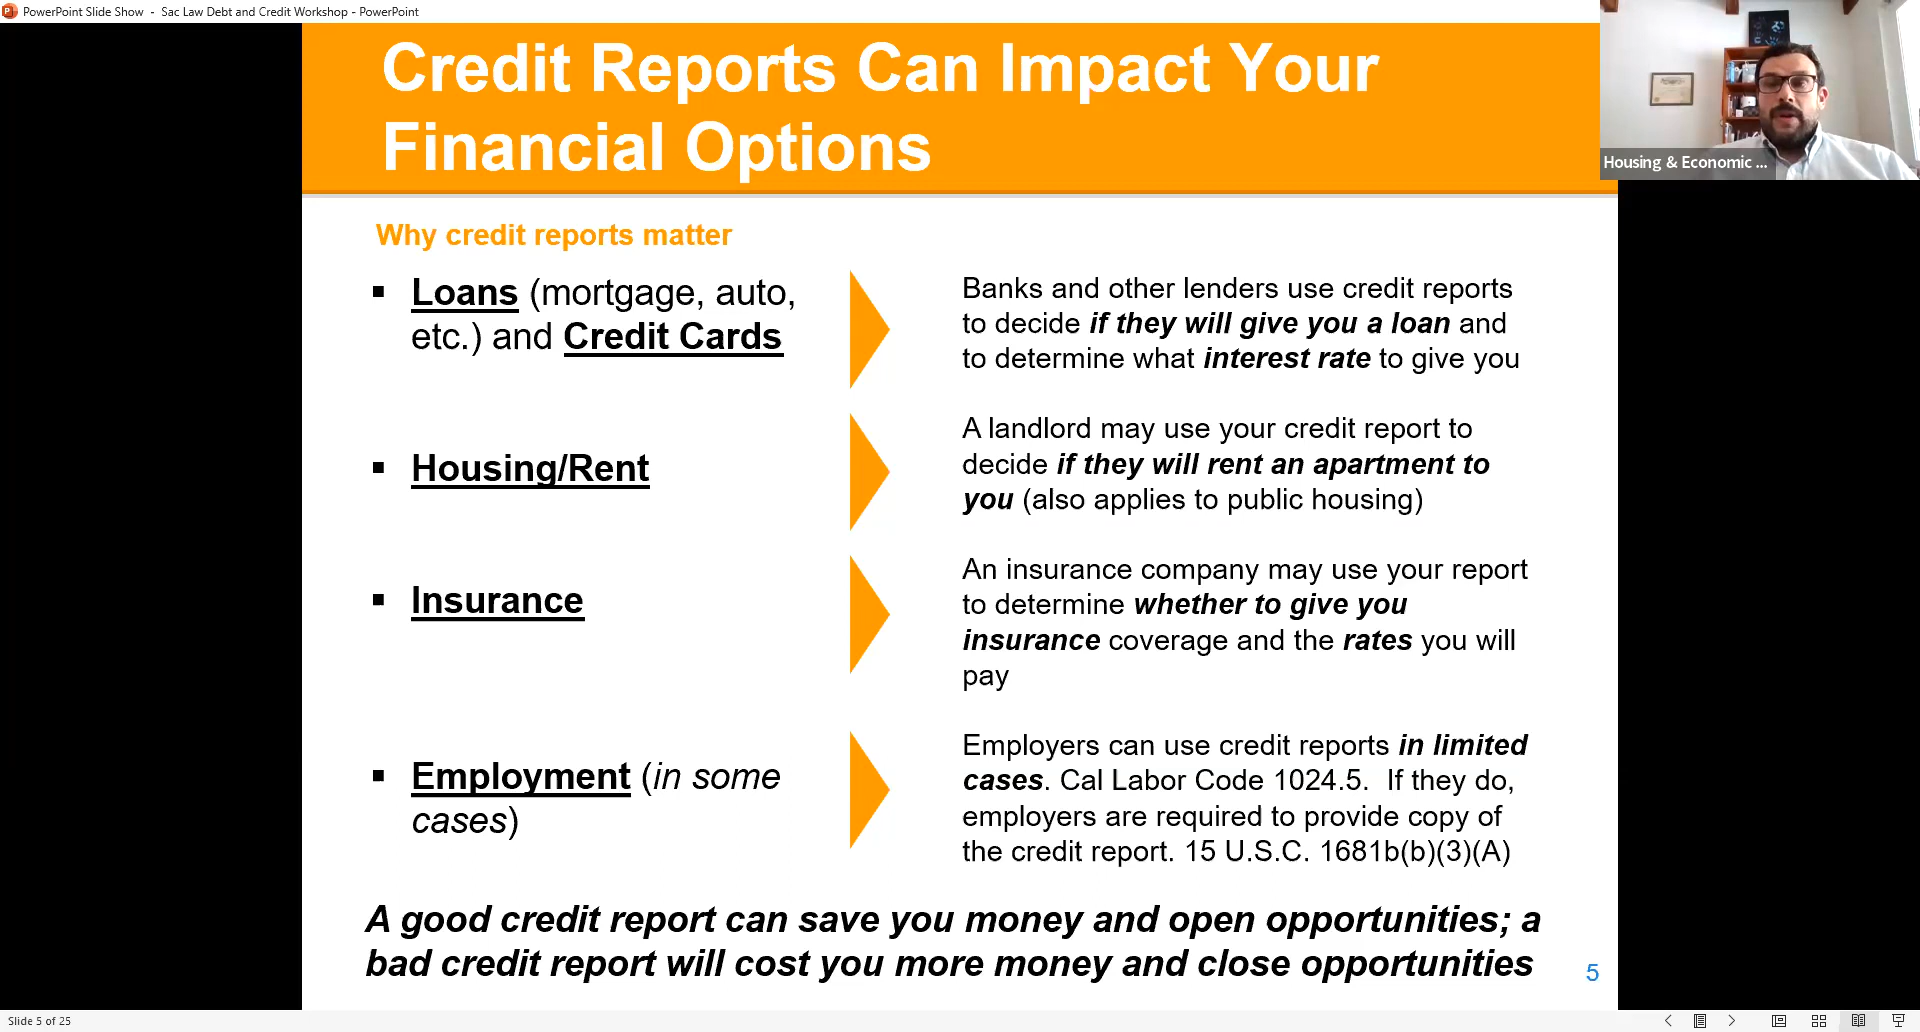 PowerPoint Slide Show - Sac Law Debt and Credit Workshop - PowerPoint
Credit Reports Can Impact Your
Financial Options
Housing & Economic ...
Why credit reports matter
▪ Loans (mortgage, auto,
etc.) and Credit Cards
Banks and other lenders use credit reports
to decide if they will give you a loan and
to determine what interest rate to give you
▪ Housing/Rent
A landlord may use your credit report to
decide if they will rent an apartment to
you (also applies to public housing)
▪ Insurance
An insurance company may use your report
to determine whether to give you
insurance coverage and the rates you will
pay
▪ Employment (in some
cases)
Employers can use credit reports in limited
cases. Cal Labor Code 1024.5. If they do,
employers are required to provide copy of
the credit report. 15 U.S.C. 1681b(b)(3)(A)
A good credit report can save you money and open opportunities; a
bad credit report will cost you more money and close opportunities
5
Slide 5 of 25